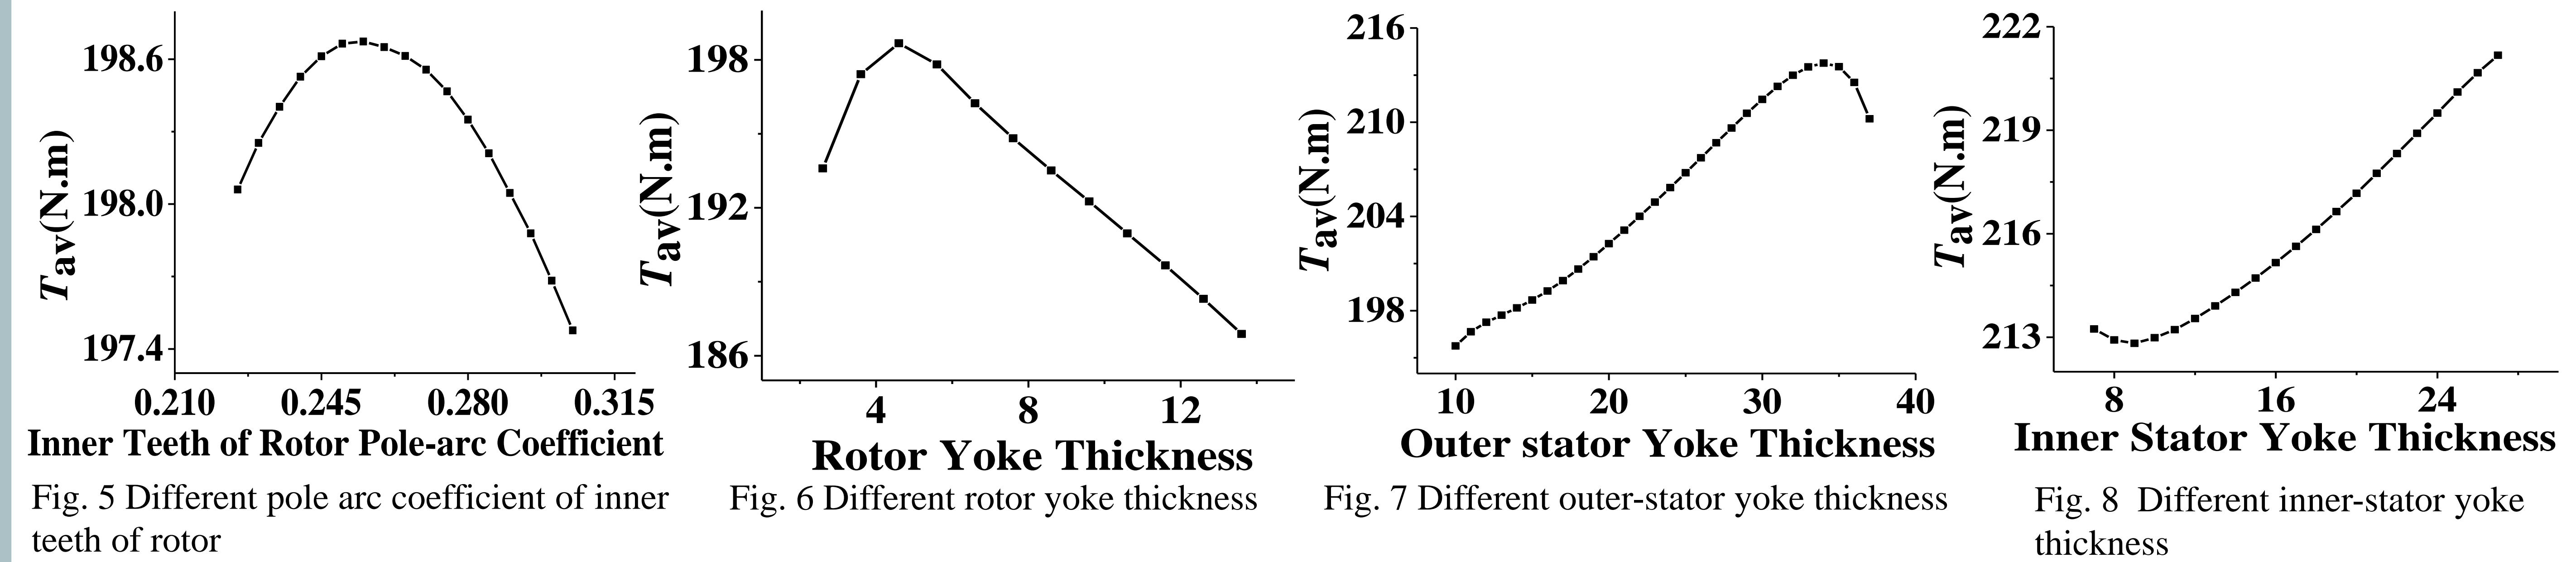 198.6
198.0
197.4
Tav(N.m)
0.210 0.245 0.280 0.315
Inner Teeth of Rotor Pole-arc Coefficient
Fig. 5 Different pole arc coefficient of inner
teeth of rotor
198
192
186
Tav(N.m)
4 8 12
Rotor Yoke Thickness
Fig. 6 Different rotor yoke thickness
216
210
204
198
Tav(N.m)
10 20 30 40
Outer stator Yoke Thickness
Fig. 7 Different outer-stator yoke thickness
222
219
216
213
Tav(N.m)
8 16 24
Inner Stator Yoke Thickness
Fig. 8 Different inner-stator yoke
thickness